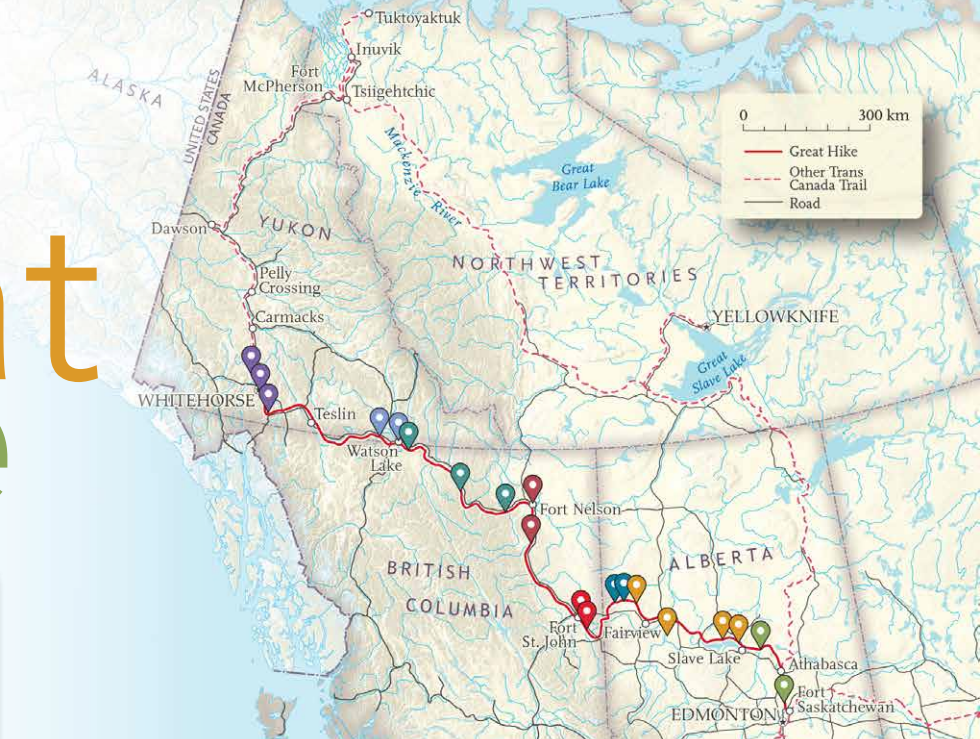 Tuktoyaktuk
Inuvik
Fort
McPherson
Tsiigehtchic
ALASKA
UNITED STATES
CANADA
Mackenzie River
Great
Bear Lake
0 300 km
Great Hike
Other Trans
Canada Trail
Road
Dawson
YUKON
Pelly
Crossing
Carmacks
NORTHWEST
TERRITORIES
YELLOWKNIFE
Great
Slave Lake
at
WHITEHORSE
Teslin
Watson
Lake
Fort Nelson
BRITISH
COLUMBIA
ALBERTA
Fort
St. John
Fairview
Slave Lake
Athabasca
Fort
Saskatchewan
EDMONTON